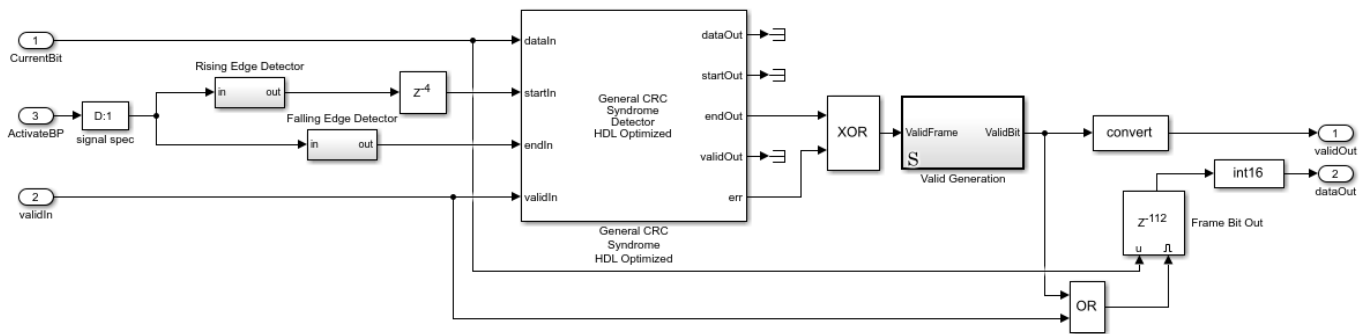 1
CurrentBit
3
ActivateBP
D:1
signal spec
2
validIn
Rising Edge Detector
in
out
Z-4
Falling Edge Detector
in
out
dataIn
startIn
endIn
validIn
General CRC
Syndrome
Detector
HDL Optimized
dataOut
startOut
endOut
validOut
err
General CRC
Syndrome
HDL Optimized
XOR
ValidFrame
ValidBit
S
Valid Generation
convert
1
validOut
int16
2
dataOut
Z-112
u
Frame Bit Out
OR